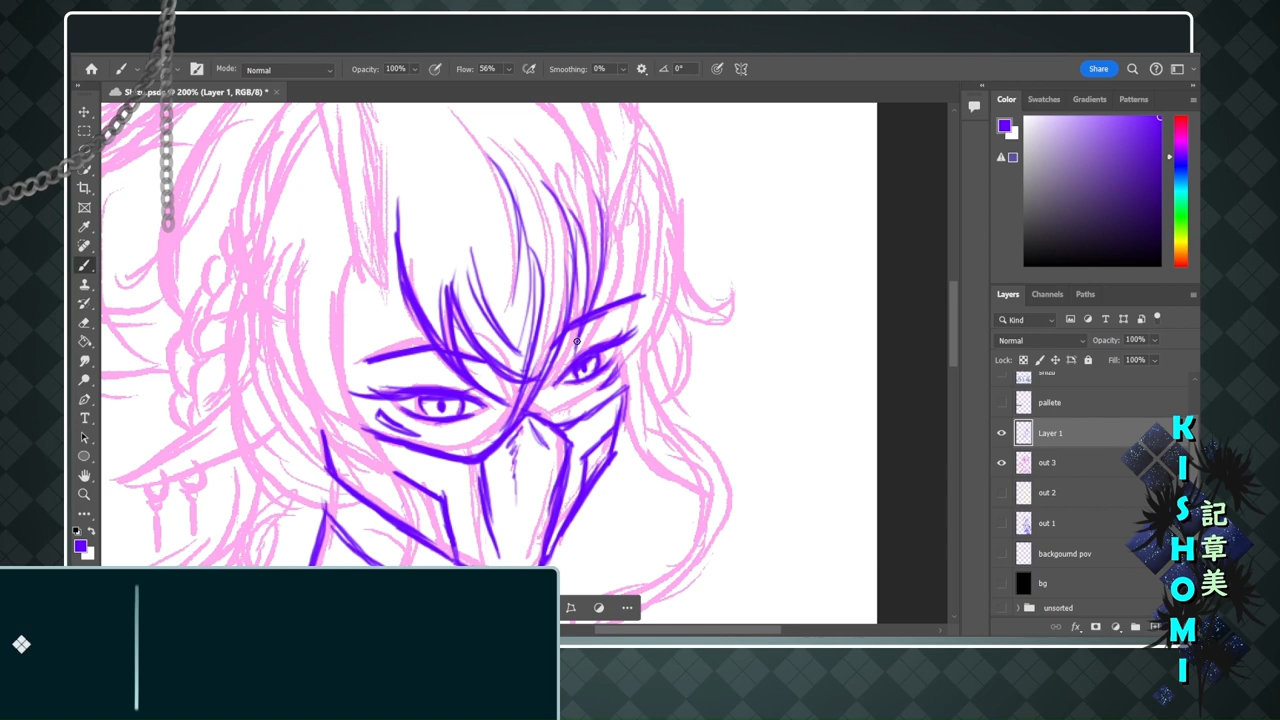 Mode:
Normal
Opacity:
100%
Flow:
56%
Smoothing:
0%
0°
Share
200% (Layer 1, RGB/8) *
Color
Swatches
Gradients
Patterns
Layers
Channels
Paths
Kind
Normal
Opacity:
100%
Lock:
Fill:
100%
pallete
Layer 1
out 3
out 2
out 1
backgoumd pov
bg
unsorted
fx
KISHOMI
記章美